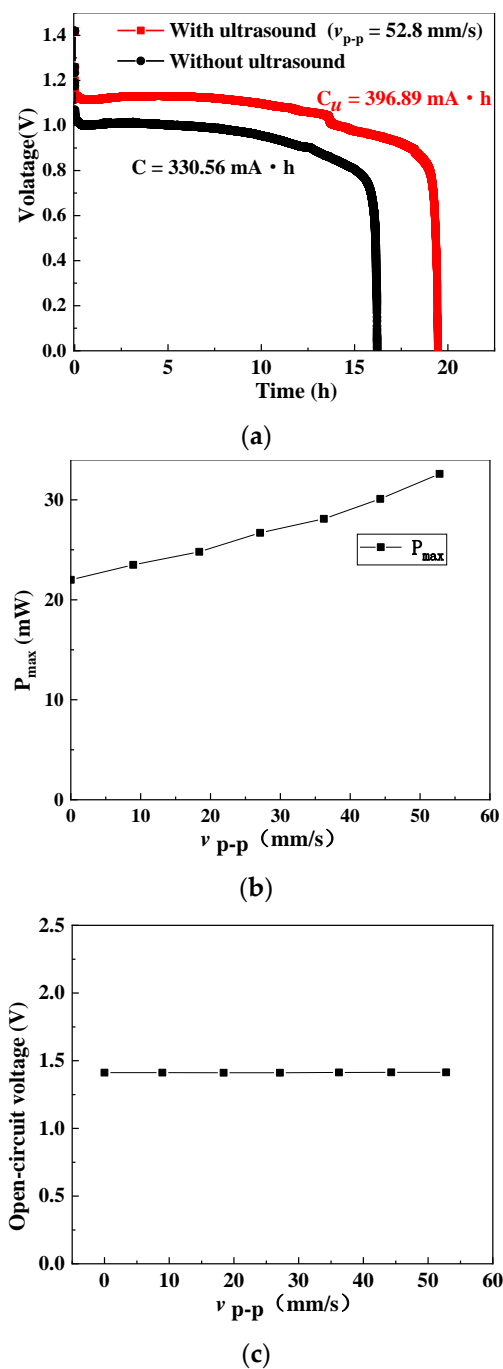 With ultrasound (v p-p = 52.8 mm/s)
Without ultrasound
Cu = 396.89 mA·h
C = 330.56 mA·h
Volatage(V)
1.4
1.2
1.0
0.8
0.6
0.4
0.2
0.0
0 5 10 15 20
Time (h)
(a)
30
20
10
0
Pmax (mW)
Pmax
0 10 20 30 40 50 60
v p-p（mm/s）
(b)
2.5
2.0
1.5
1.0
0.5
0.0
Open-circuit voltage (V)
0 10 20 30 40 50 60
v p-p（mm/s）
(c)